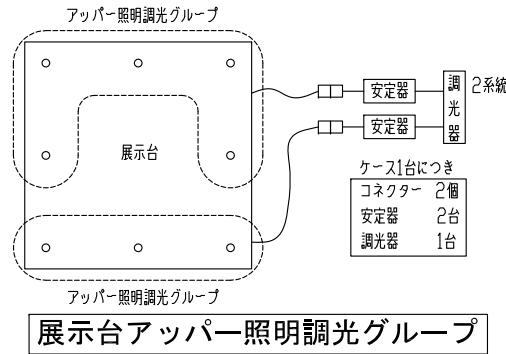 アッパー照明調光グループ
安定器
調光器
2系統
安定器
展示台
ケース1台につき
コネクター 2個
安定器 2台
調光器 1台
アッパー照明調光グループ
展示台アッパー照明調光グループ